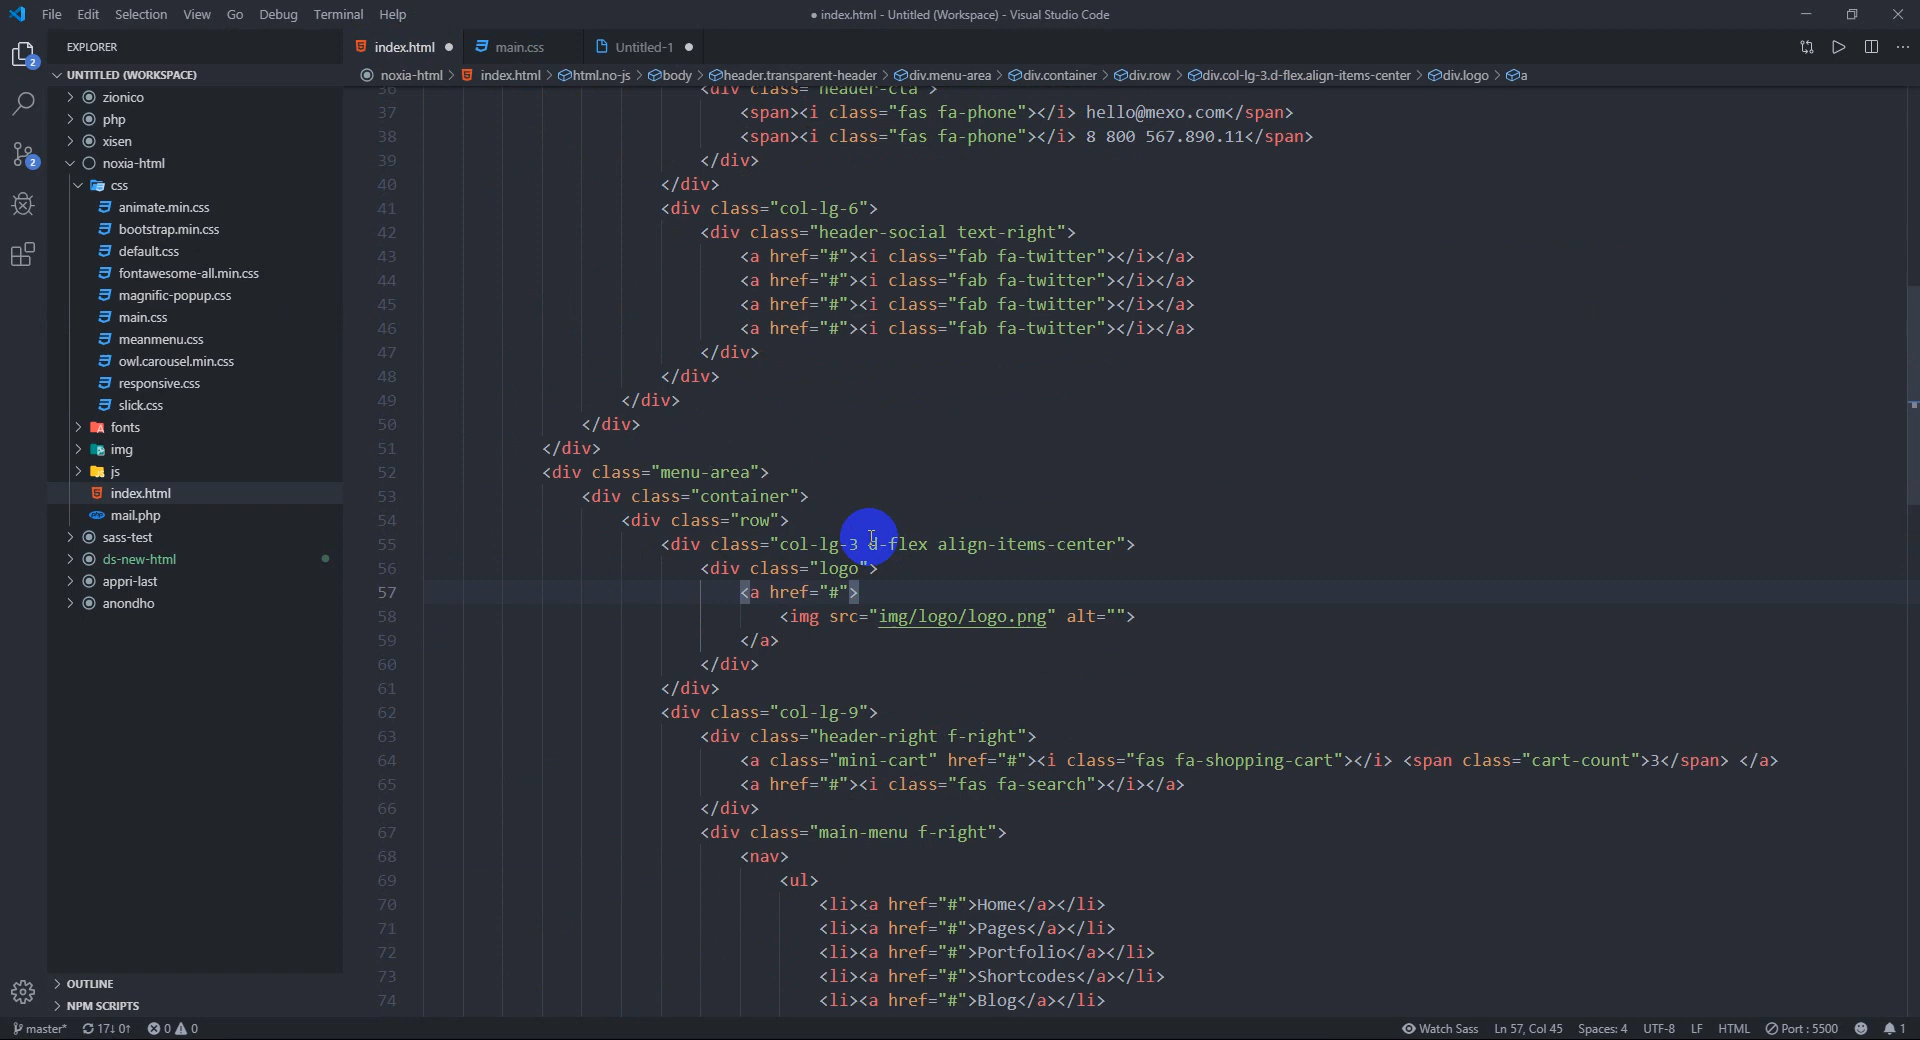 File Edit Selection View Go Debug Terminal Help
● index.html - Untitled (Workspace) - Visual Studio Code
EXPLORER
index.html ●
main.css
Untitled-1 ●
UNTITLED (WORKSPACE)
noxia-html > index.html > html.no-js > body > header.transparent-header > div.menu-area > div.container > div.row > div.col-lg-3.d-flex.align-items-center > div.logo > a
2
zionico
php
xisen
2
noxia-html
css
animate.min.css
bootstrap.min.css
default.css
fontawesome-all.min.css
magnific-popup.css
main.css
meanmenu.css
owl.carousel.min.css
responsive.css
slick.css
fonts
img
js
index.html
mail.php
sass-test
ds-new-html
appri-last
anondho
OUTLINE
NPM SCRIPTS
36 <div class="header-cta">
37 <span><i class="fas fa-phone"></i> hello@mexo.com</span>
38 <span><i class="fas fa-phone"></i> 8 800 567.890.11</span>
39 </div>
40 </div>
41 <div class="col-lg-6">
42 <div class="header-social text-right">
43 <a href="#"><i class="fab fa-twitter"></i></a>
44 <a href="#"><i class="fab fa-twitter"></i></a>
45 <a href="#"><i class="fab fa-twitter"></i></a>
46 <a href="#"><i class="fab fa-twitter"></i></a>
47 </div>
48 </div>
49 </div>
50 </div>
51 </div>
52 <div class="menu-area">
53 <div class="container">
54 <div class="row">
55 <div class="col-lg-3 d-flex align-items-center">
56 <div class="logo">
57 <a href="#">
58 <img src="img/logo/logo.png" alt="">
59 </a>
60 </div>
61 </div>
62 <div class="col-lg-9">
63 <div class="header-right f-right">
64 <a class="mini-cart" href="#"><i class="fas fa-shopping-cart"></i> <span class="cart-count">3</span> </a>
65 <a href="#"><i class="fas fa-search"></i></a>
66 </div>
67 <div class="main-menu f-right">
68 <nav>
69 <ul>
70 <li><a href="#">Home</a></li>
71 <li><a href="#">Pages</a></li>
72 <li><a href="#">Portfolio</a></li>
73 <li><a href="#">Shortcodes</a></li>
74 <li><a href="#">Blog</a></li>
master* 17↓ 0↑ 0 0 Watch Sass Ln 57, Col 45 Spaces: 4 UTF-8 LF HTML Port : 5500 1